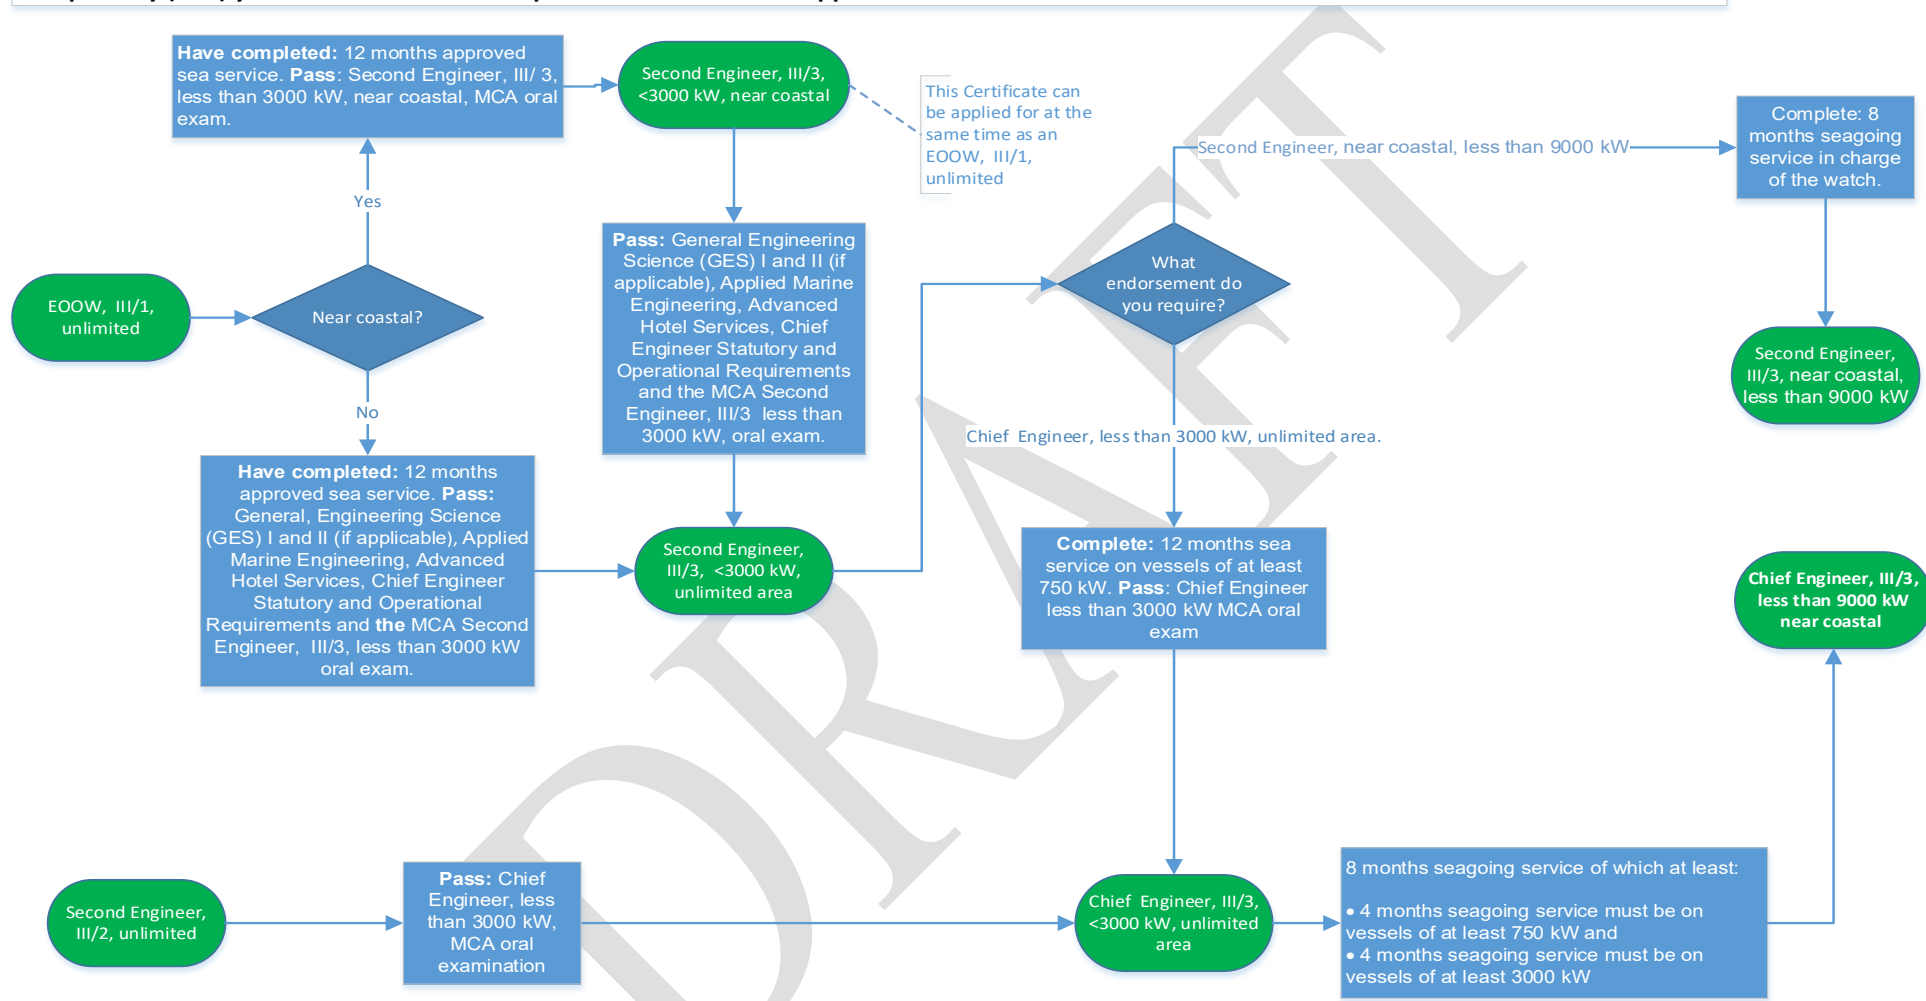 Have completed: 12 months approved
sea service. Pass: Second Engineer, III/ 3,
less than 3000 kW, near coastal, MCA oral
exam.
Second Engineer, III/3,
<3000 kW, near coastal
This Certificate can
be applied for at the
same time as an
EOOW, III/1,
unlimited
Second Engineer, near coastal, less than 9000 kW
Complete: 8
months seagoing
service in charge
of the watch.
Yes
Pass: General Engineering
Science (GES) I and II (if
applicable), Applied Marine
Engineering, Advanced
Hotel Services, Chief
Engineer Statutory and
Operational Requirements
and the MCA Second
Engineer, III/3 less than
3000 kW, oral exam.
What
endorsement do
you require?
EOOW, III/1,
unlimited
Near coastal?
Second Engineer,
III/3, near coastal,
less than 9000 kW
No
Chief Engineer, less than 3000 kW, unlimited area.
Have completed: 12 months
approved sea service. Pass:
General, Engineering Science
(GES) I and II (if applicable), Applied
Marine Engineering, Advanced
Hotel Services, Chief Engineer
Statutory and Operational
Requirements and the MCA Second
Engineer, III/3, less than 3000 kW
oral exam.
Second Engineer,
III/3, <3000 kW,
unlimited area
Complete: 12 months sea
service on vessels of at least
750 kW. Pass: Chief Engineer
less than 3000 kW MCA oral
exam
Chief Engineer, III/3,
less than 9000 kW
near coastal
Second Engineer,
III/2, unlimited
Pass: Chief
Engineer, less
than 3000 kW,
MCA oral
examination
Chief Engineer, III/3,
<3000 kW, unlimited
area
8 months seagoing service of which at least:
• 4 months seagoing service must be on
vessels of at least 750 kW and
• 4 months seagoing service must be on
vessels of at least 3000 kW
DRAFT